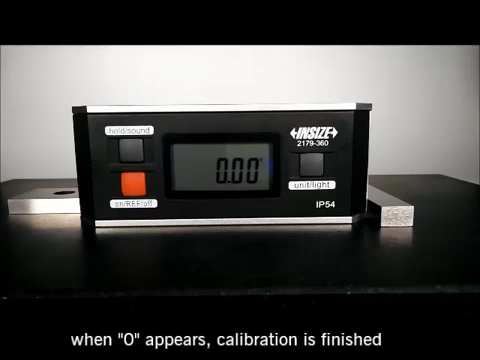 hold/sound
INSIZE
2179-360
0.00°
unit/light
on/REF/off
IP54
when "0" appears, calibration is finished